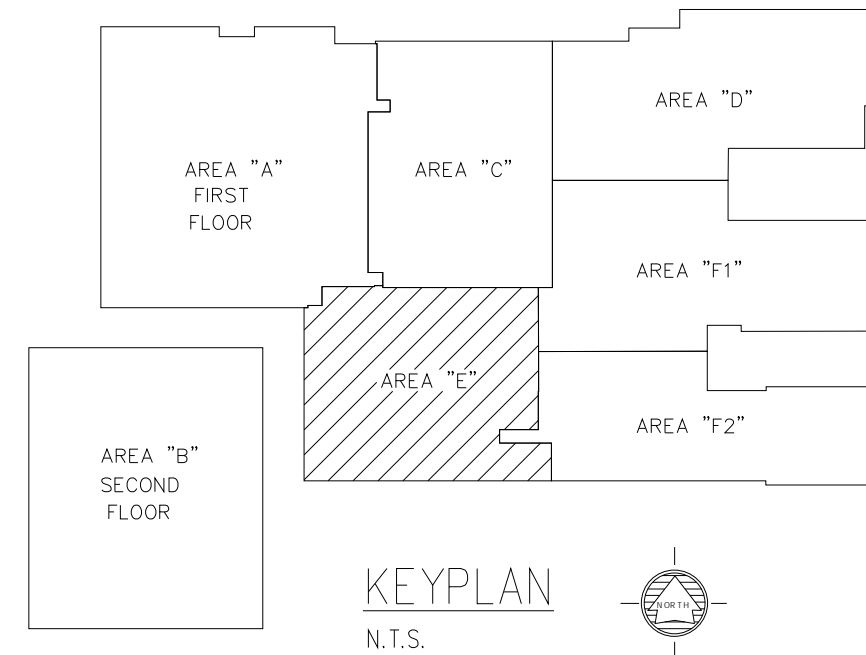 AREA "D"
AREA "A"
FIRST
FLOOR
AREA "C"
AREA "F1"
AREA "E"
AREA "F2"
AREA "B"
SECOND
FLOOR
KEYPLAN
N.T.S.
NORTH